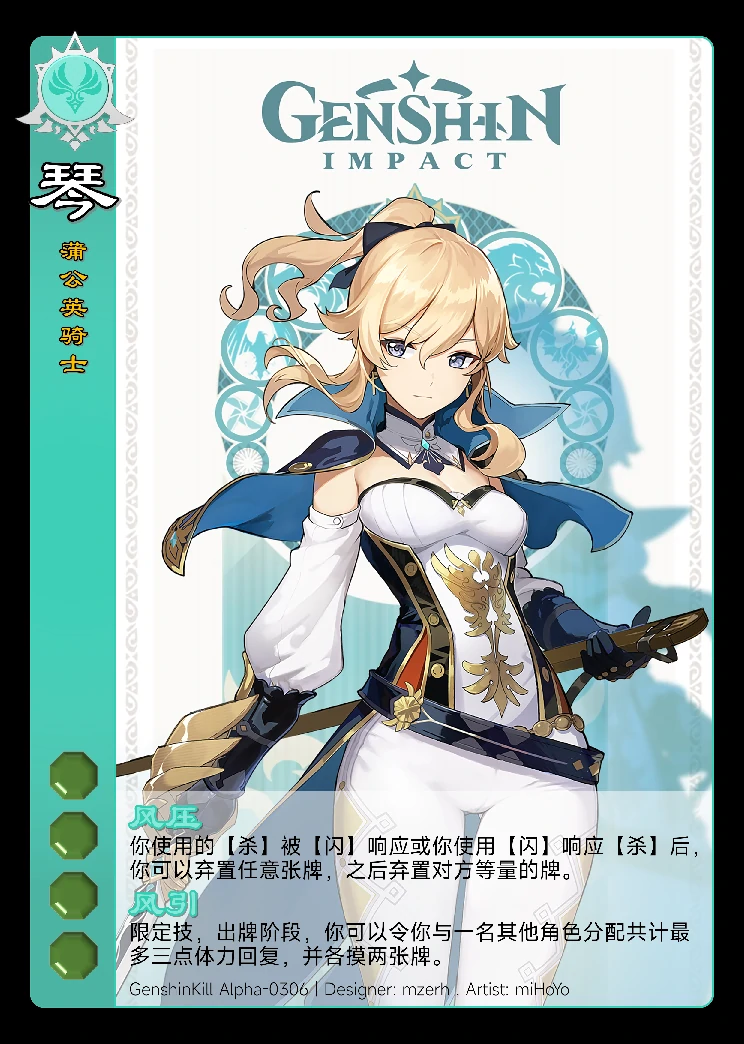 GENSHIN
IMPACT
琴
蒲公英骑士
风压
你使用的【杀】被【闪】响应或你使用【闪】响应【杀】后,
你可以弃置任意张牌，之后弃置对方等量的牌。
风引
限定技，出牌阶段，你可以令你与一名其他角色分配共计最
多三点体力回复，并各摸两张牌。
GenshinKill Alpha-0306 | Designer: mzerh . Artist: miHoYo